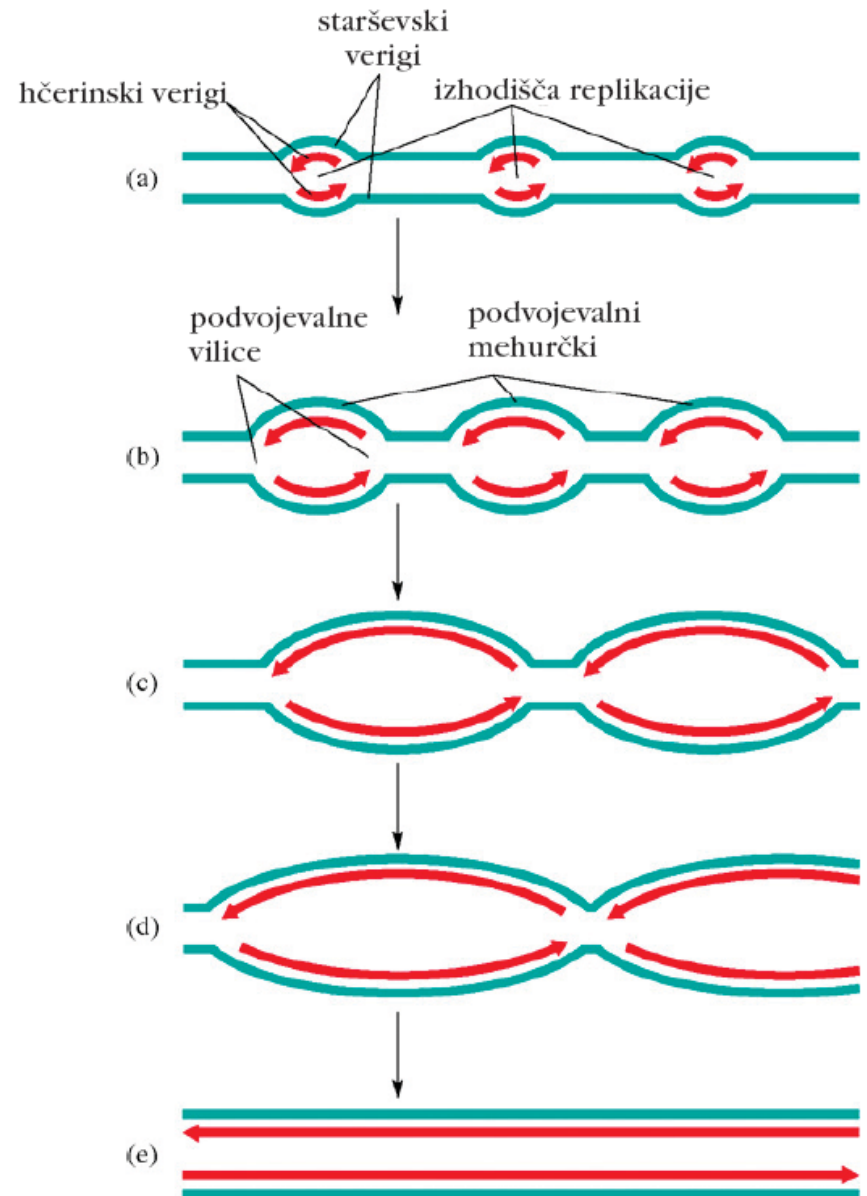 starševski
verigi
hčerinski verigi
izhodišča replikacije
(a)
podvojevalne
vilice
podvojevalni
mehurčki
(b)
(c)
(d)
(e)